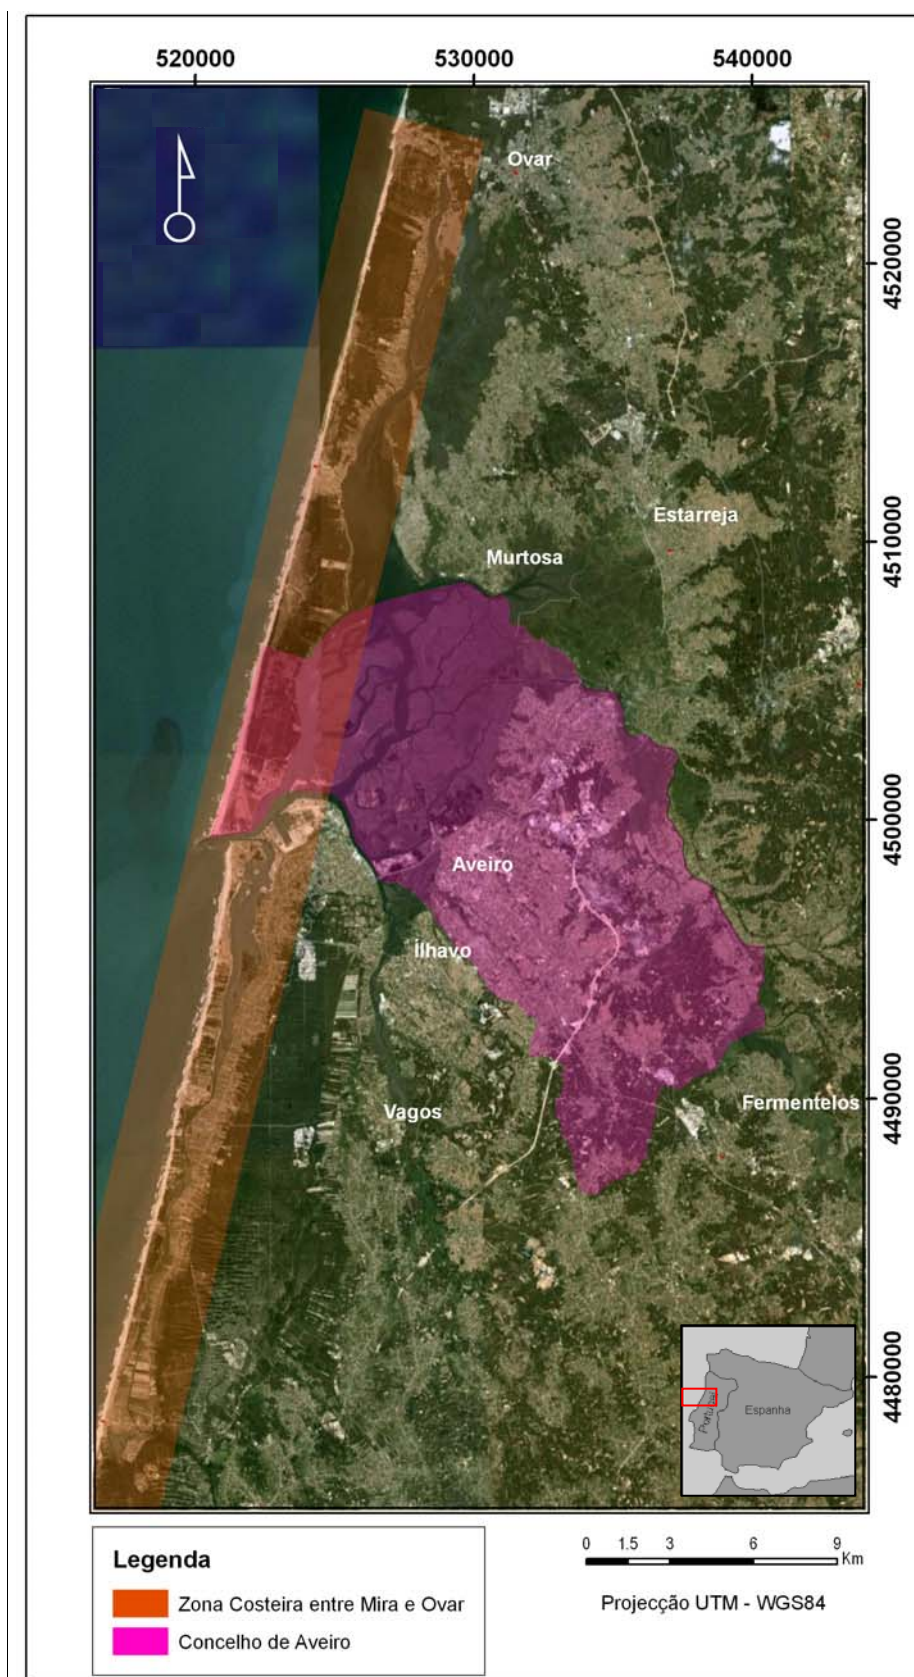 520000
530000
540000
Ovar
4520000
Estarreja
4510000
Murtosa
4500000
Aveiro
Ílhavo
4490000
Fermentelos
Vagos
4480000
Espanha
Portugal
Legenda
Zona Costeira entre Mira e Ovar
Concelho de Aveiro
0 1.5 3 6 9
Km
Projecção UTM - WGS84